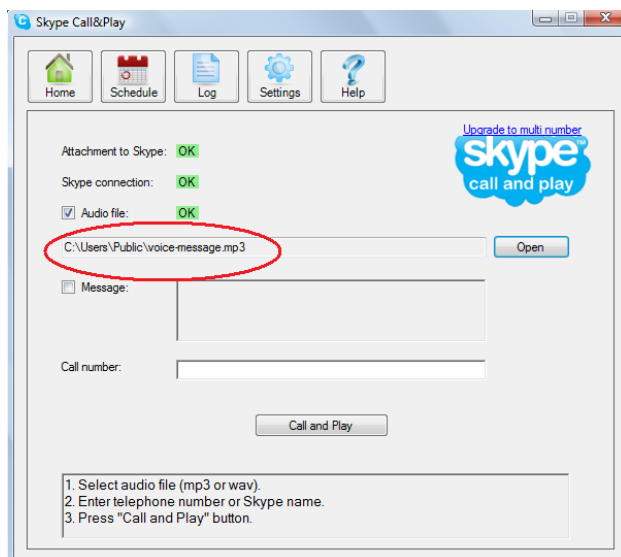 Skype Call&Play
Home Schedule Log Settings Help
Upgrade to multi number
skype™
call and play
Attachment to Skype: OK
Skype connection: OK
Audio file: OK
C:\Users\Public\voice-message.mp3 Open
Message:
Call number:
Call and Play
1. Select audio file (mp3 or wav).
2. Enter telephone number or Skype name.
3. Press "Call and Play" button.